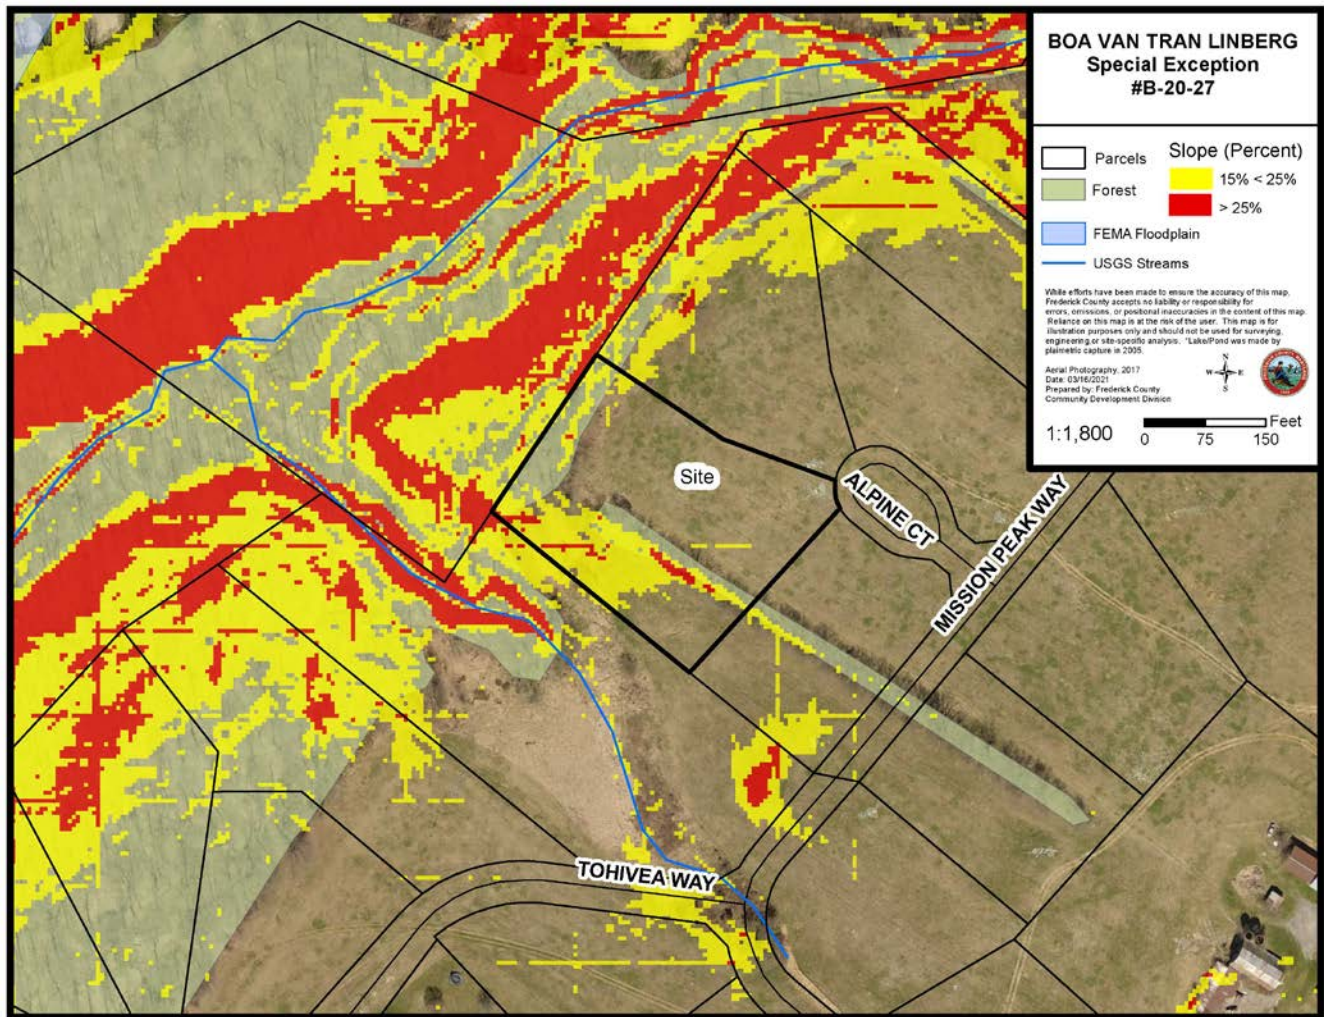 BOA VAN TRAN LINBERG
Special Exception
#B-20-27
Parcels
Forest
FEMA Floodplain
USGS Streams
Slope (Percent)
15% < 25%
> 25%
While efforts have been made to ensure the accuracy of this map,
Frederick County accepts no liability or responsibility for
errors, omissions, or positional inaccuracies in the content of this map.
Reliance on this map is at the risk of the user. This map is for
illustration purposes only and should not be used for surveying,
engineering,or site-specific analysis. *Lake/Pond was made by
plaimetric capture in 2005.
Aerial Photography, 2017
Date: 03/16/2021
Prepared by: Frederick County
Community Development Division
N
W E
S
1:1,800
Feet
0 75 150
Site
ALPINE CT
MISSION PEAK WAY
TOHIVEA WAY